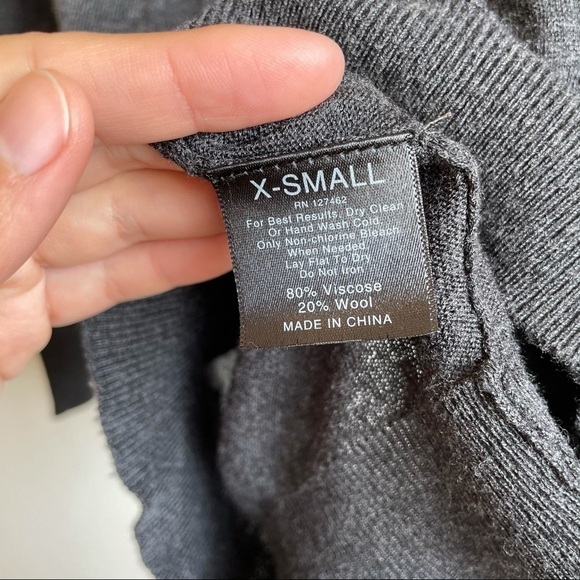 X-SMALL
RN 127462
For Best Results, Dry Clean
Or Hand Wash Cold,
Only Non-chlorine Bleach
When Needed
Lay Flat To Dry
Do Not Iron
80% Viscose
20% Wool
MADE IN CHINA